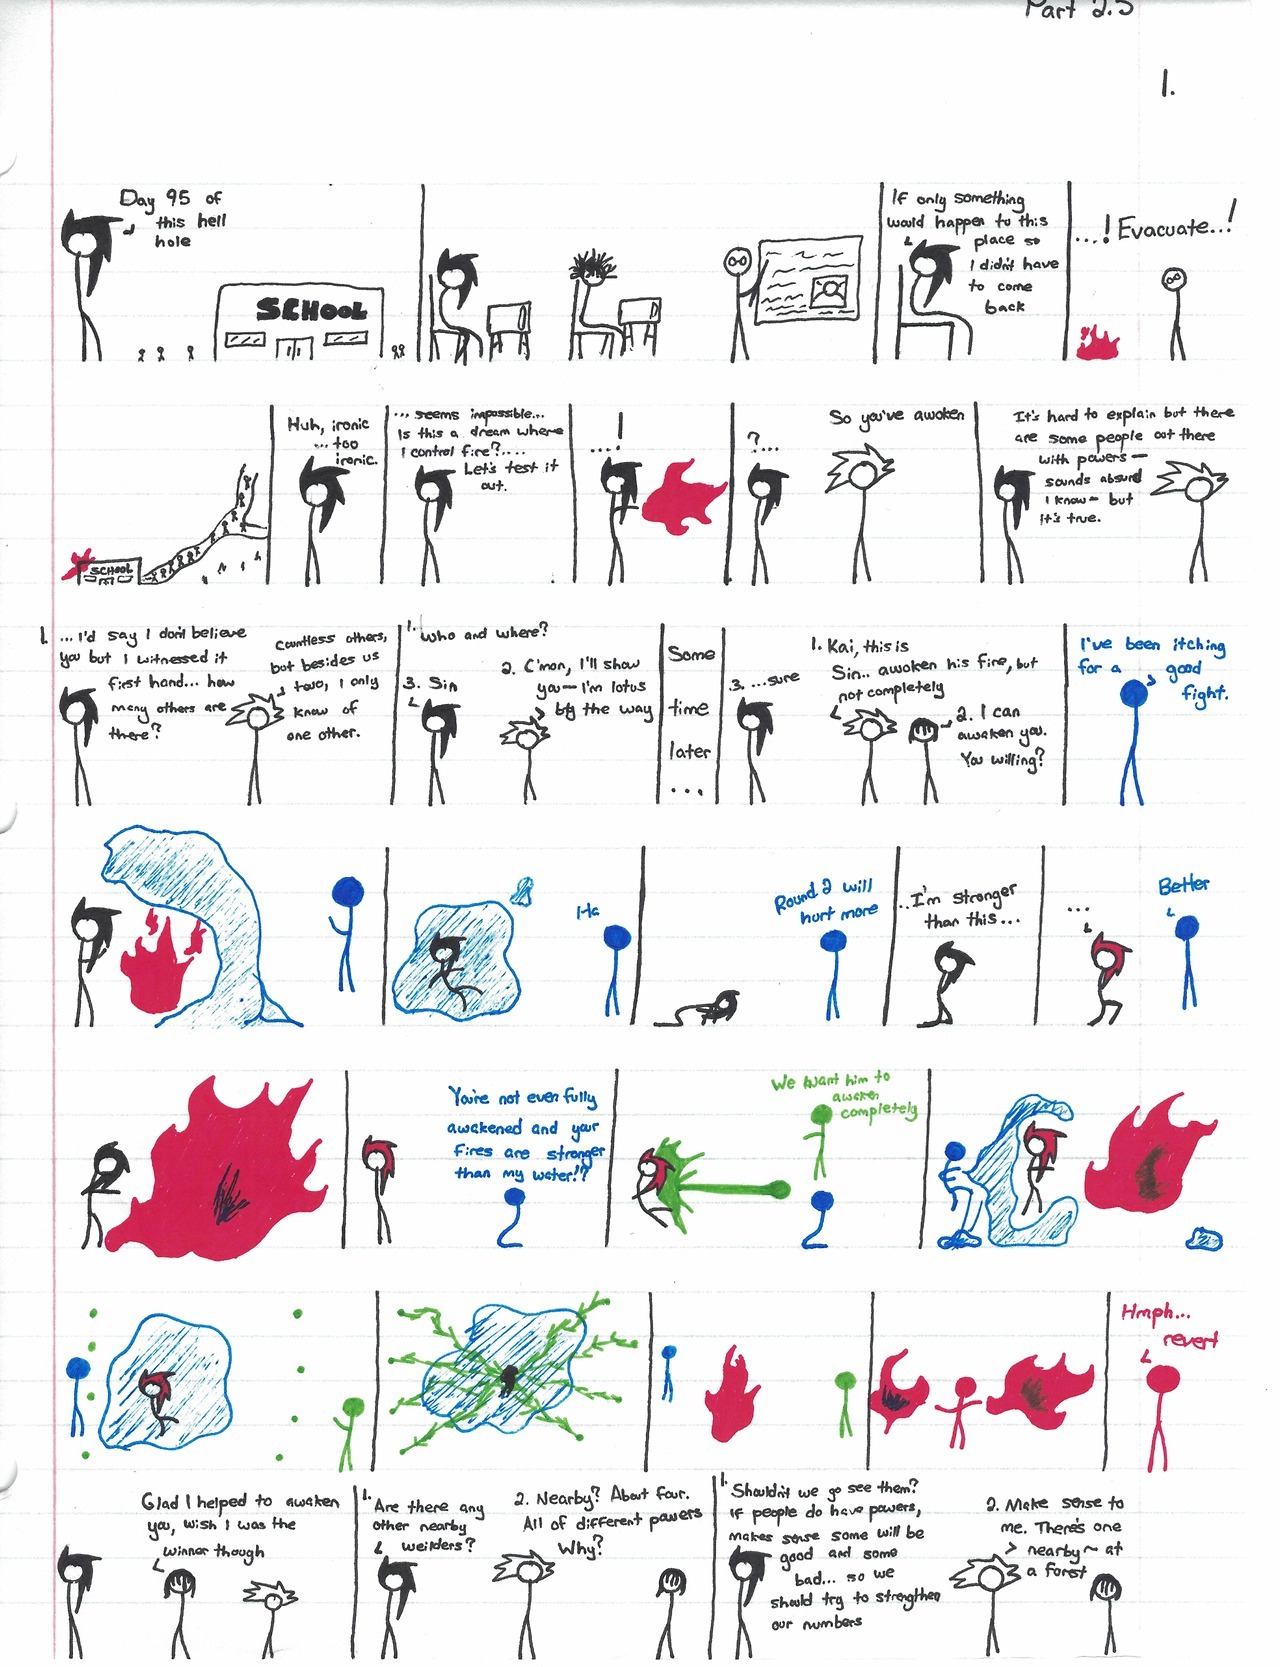 Part 2.5
1.
Day 95 of
this hell
hole
SCHOOL
If only something
would happen to this
place so
I didn't have
to come
back
...! Evacuate..!
SCHOOL
Huh, ironic
... too
ironic.
... seems impossible...
Is this a dream where
I control fire?....
Let's test it
out.
....!
?...
So you've awoken
It's hard to explain but there
are some people out there
with powers—
sounds absurd
I know— but
it's true.
1. ...I'd say I don't believe
you but I witnessed it
first hand... how
many others are
there?
Countless others,
but besides us
two, I only
know of
one other.
1. Who and where?
2. C'mon, I'll show
you— I'm lotus
btg the way
3. Sin
Some
time
later
...
3. ...sure
1. Kai, this is
Sin.. awoken his fire, but
not completely
2. I can
awaken you.
You willing?
I've been itching
for a good
fight.
Ha
Round 2 will
hurt more
..I'm stronger
than this...
...
Better
You're not even fully
awakened and your
fires are stronger
than my water!?
We want him to
awaken
completely
Hmph...
revert
Glad I helped to awaken
you, wish I was the
winner though
1. Are there any
other nearby
weilders?
2. Nearby? About four.
All of different powers
Why?
1. Shouldn't we go see them?
If people do have powers,
makes sense some will be
good and some
bad... so we
should try to strengthen
our numbers
2. Make sense to
me. There's one
nearby~ at
a forest